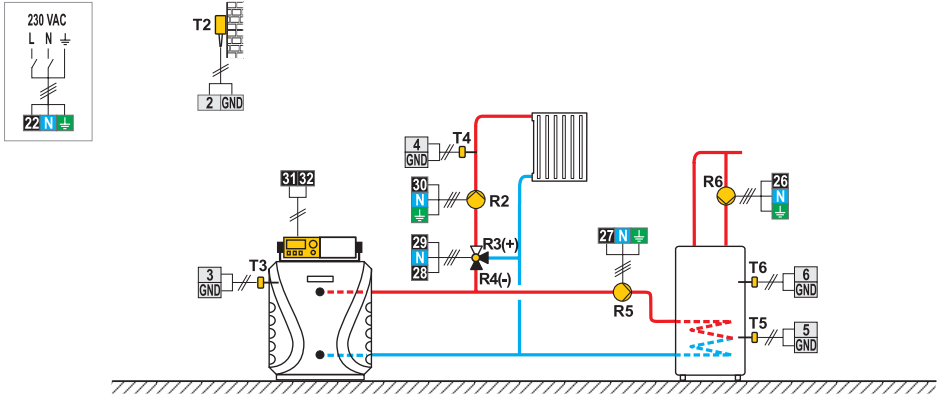 230 VAC
L N
22 N
T2
2 GND
4
GND
T4
30
N
R2
29
N
28
R3(+)
R4(-)
31 32
3
GND
T3
27 N
R5
R6
26
N
T6
6
GND
T5
5
GND